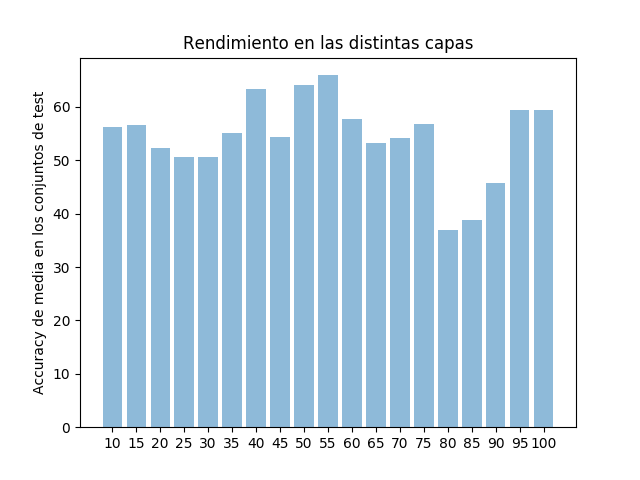 Rendimiento en las distintas capas
Accuracy de media en los conjuntos de test
60
50
40
30
20
10
0
10 15 20 25 30 35 40 45 50 55 60 65 70 75 80 85 90 95 100